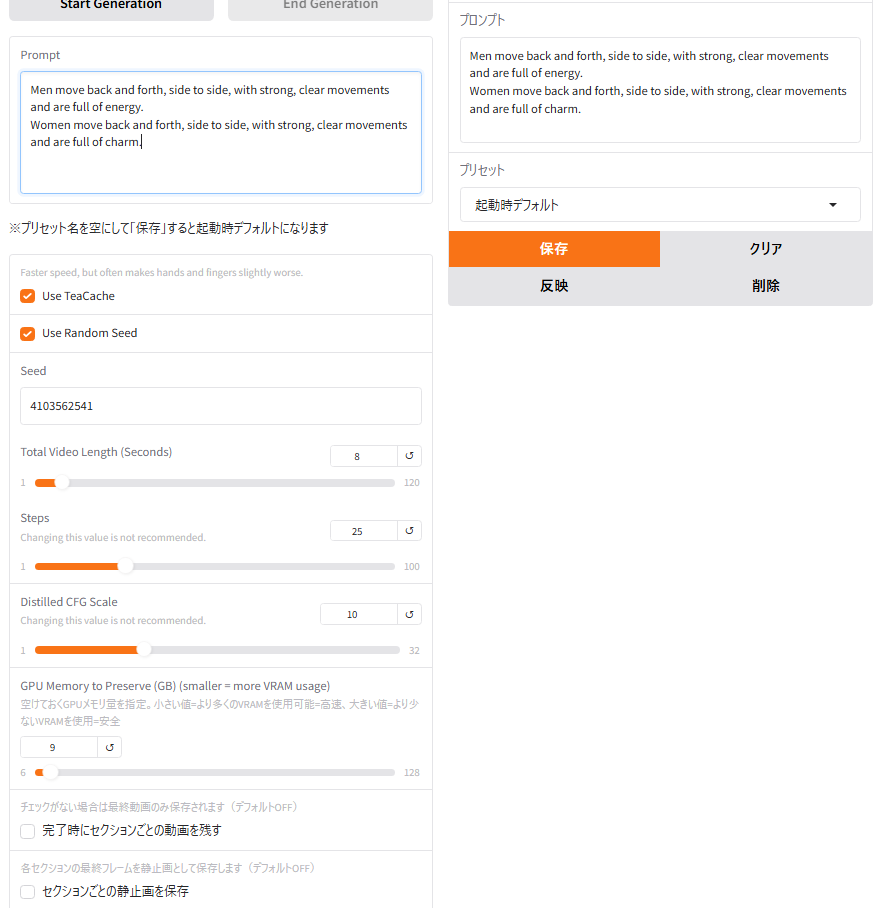 Start Generation
End Generation
Prompt
Men move back and forth, side to side, with strong, clear movements
and are full of energy.
Women move back and forth, side to side, with strong, clear movements
and are full of charm.
※プリセット名を空にして「保存」すると起動時デフォルトになります
Faster speed, but often makes hands and fingers slightly worse.
Use TeaCache
Use Random Seed
Seed
4103562541
Total Video Length (Seconds)
8
↺
1
120
Steps
Changing this value is not recommended.
25
↺
1
100
Distilled CFG Scale
Changing this value is not recommended.
10
↺
1
32
GPU Memory to Preserve (GB) (smaller = more VRAM usage)
空けておくGPUメモリ量を指定。小さい値=より多くのVRAMを使用可能=高速、大きい値=より少
ないVRAMを使用=安全
9
↺
6
128
チェックがない場合は最終動画のみ保存されます（デフォルトOFF）
完了時にセクションごとの動画を残す
各セクションの最終フレームを静止画として保存します（デフォルトOFF）
セクションごとの静止画を保存
プロンプト
Men move back and forth, side to side, with strong, clear movements
and are full of energy.
Women move back and forth, side to side, with strong, clear movements
and are full of charm.
プリセット
起動時デフォルト
保存
クリア
反映
削除